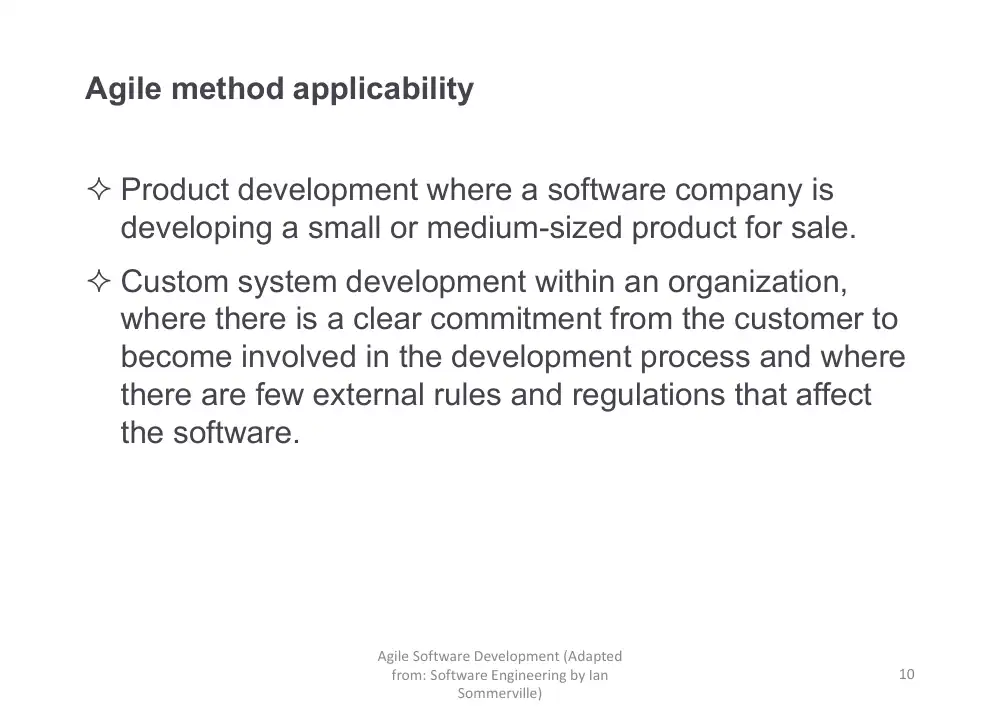 Agile method applicability
✧ Product development where a software company is
developing a small or medium-sized product for sale.
✧ Custom system development within an organization,
where there is a clear commitment from the customer to
become involved in the development process and where
there are few external rules and regulations that affect
the software.
Agile Software Development (Adapted
from: Software Engineering by Ian
Sommerville)
10